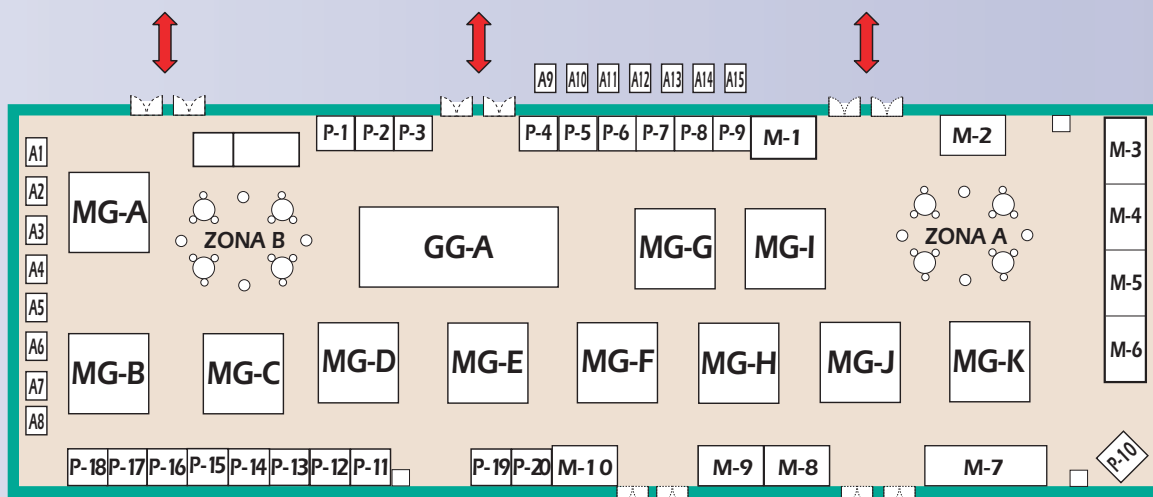 A9 A10 A11 A12 A13 A14 A15
P-1 P-2 P-3 P-4 P-5 P-6 P-7 P-8 P-9 M-1 M-2
A1
M-3
A2
MG-A
A3
M-4
ZONA B
GG-A
MG-G
MG-I
ZONA A
A4
M-5
A5
A6
M-6
MG-B
MG-C
MG-D
MG-E
MG-F
MG-H
MG-J
MG-K
A7
A8
P-18 P-17 P-16 P-15 P-14 P-13 P-12 P-11 P-19 P-20 M-10 M-9 M-8 M-7 P-10